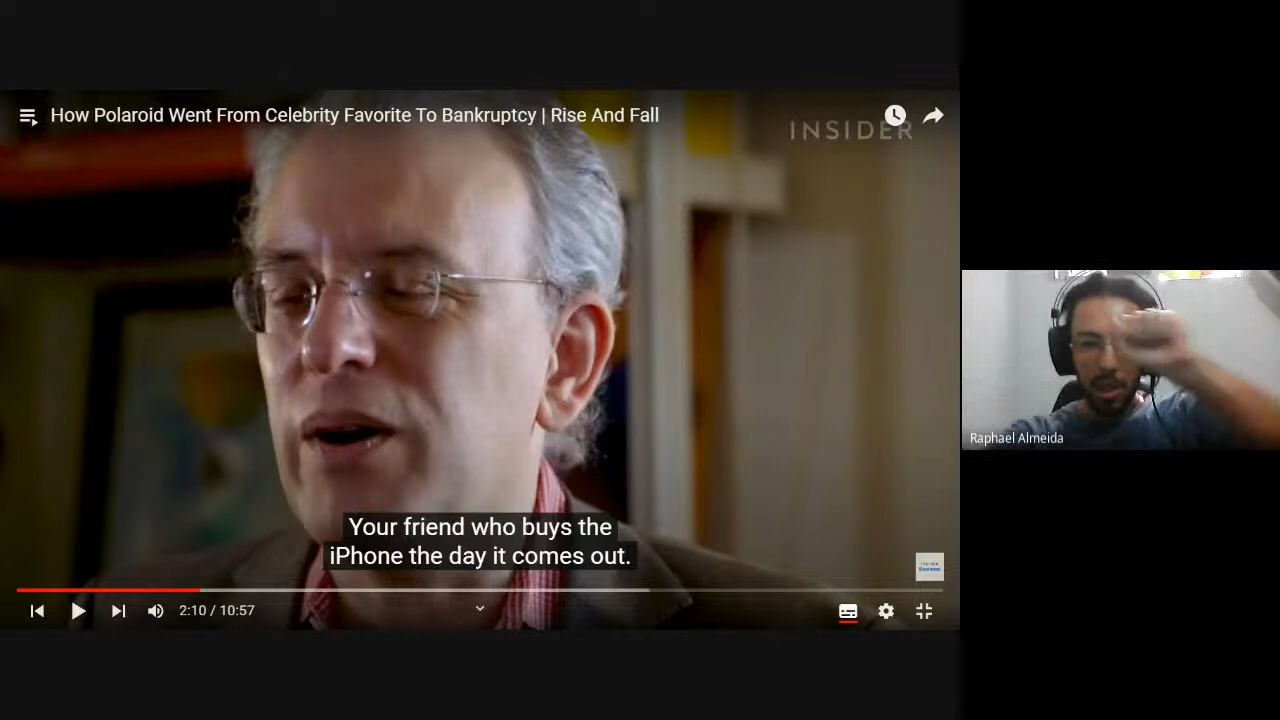 How Polaroid Went From Celebrity Favorite To Bankruptcy | Rise And Fall
INSIDER
Your friend who buys the
iPhone the day it comes out.
2:10 / 10:57
Raphael Almeida